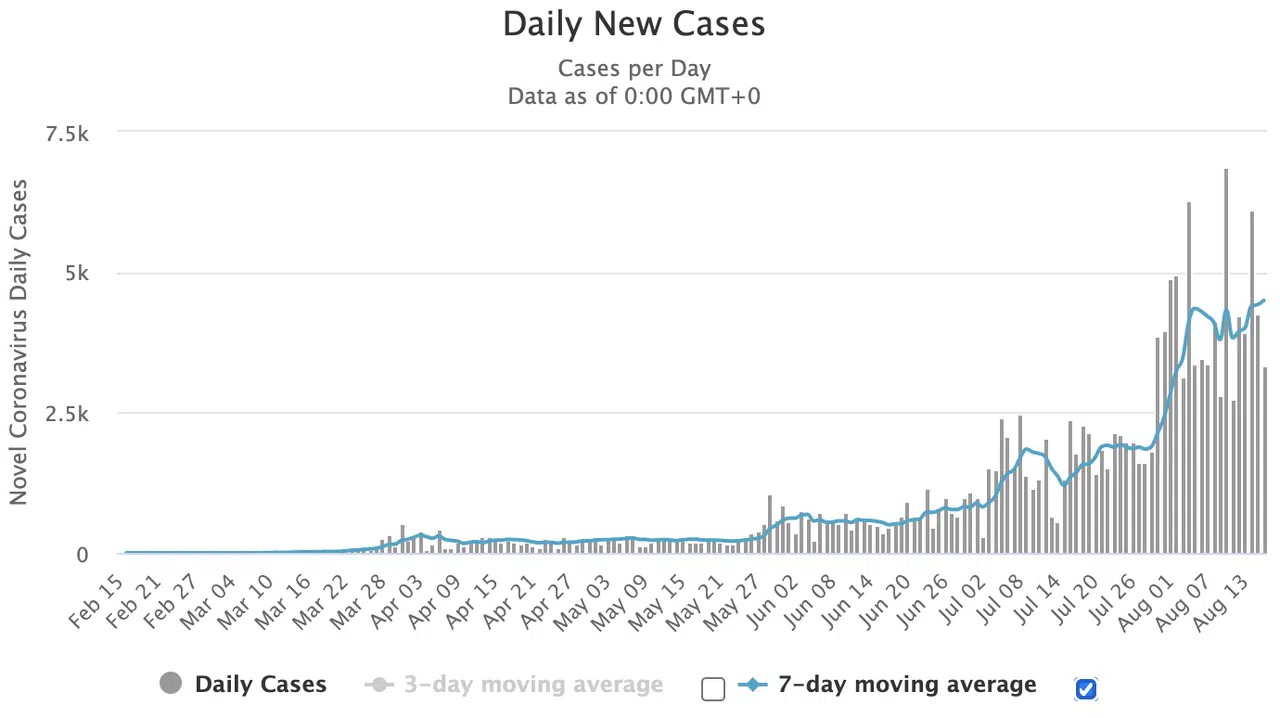 Daily New Cases
Cases per Day
Data as of 0:00 GMT+0
Novel Coronavirus Daily Cases
7.5k
5k
2.5k
0
Feb 15
Feb 21
Feb 27
Mar 04
Mar 10
Mar 16
Mar 22
Mar 28
Apr 03
Apr 09
Apr 15
Apr 21
Apr 27
May 03
May 09
May 15
May 21
May 27
Jun 02
Jun 08
Jun 14
Jun 20
Jun 26
Jul 02
Jul 08
Jul 14
Jul 20
Jul 26
Aug 01
Aug 07
Aug 13
Daily Cases 3-day moving average 7-day moving average